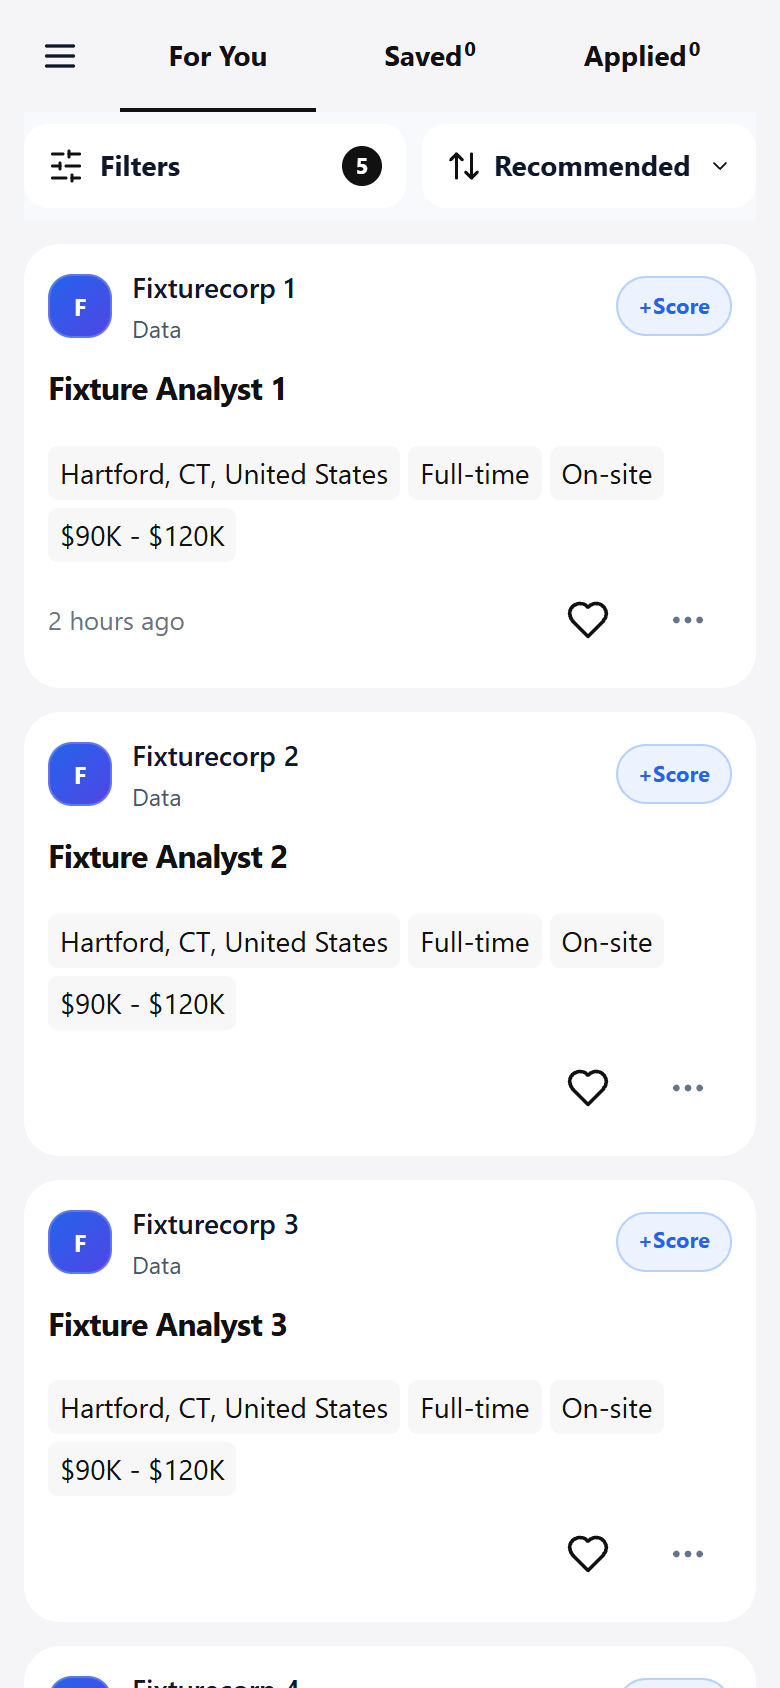 For You Saved0 Applied0
Filters 5 Recommended
F Fixturecorp 1 +Score
Data
Fixture Analyst 1
Hartford, CT, United States Full-time On-site
$90K - $120K
2 hours ago
F Fixturecorp 2 +Score
Data
Fixture Analyst 2
Hartford, CT, United States Full-time On-site
$90K - $120K
F Fixturecorp 3 +Score
Data
Fixture Analyst 3
Hartford, CT, United States Full-time On-site
$90K - $120K
Fixturecorp 4